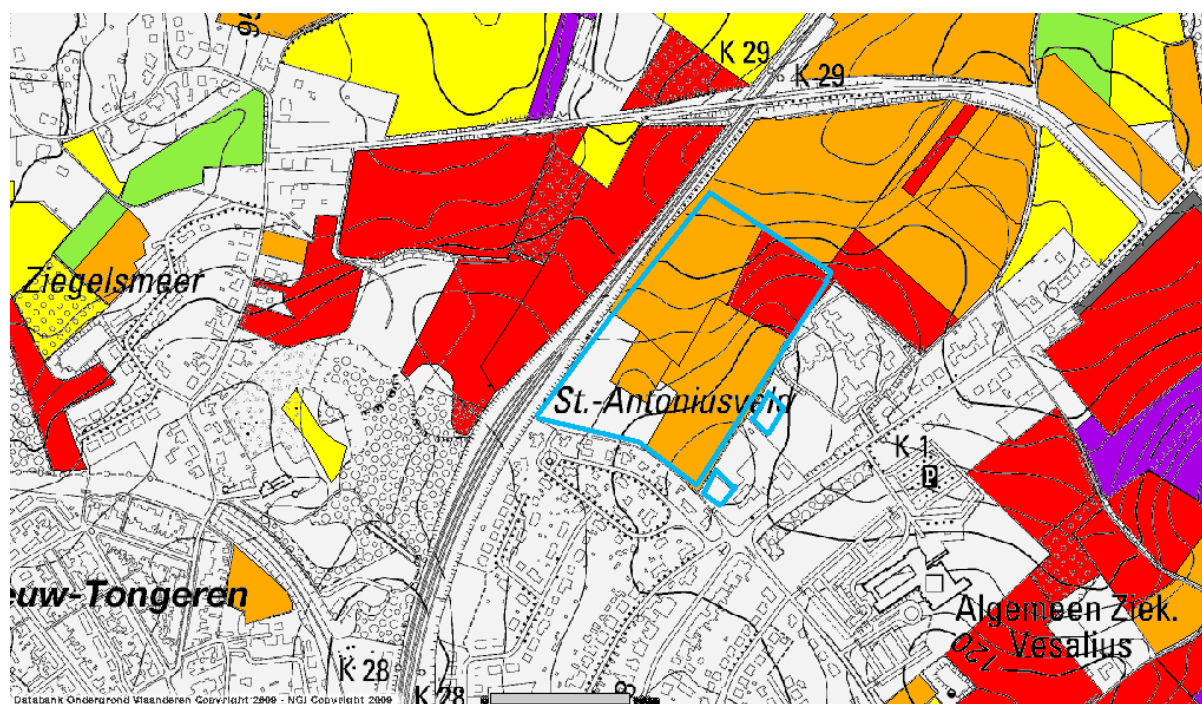 K 29
K 29
Ziegelsmeer
St.-Antoniusveld
K 1
P
euw-Tongeren
Algemeen Ziek.
Vesalius
120
K 28
K 28
Databank Ondergrond Vlaanderen Copyright 2009 - NGI Copyright 2009